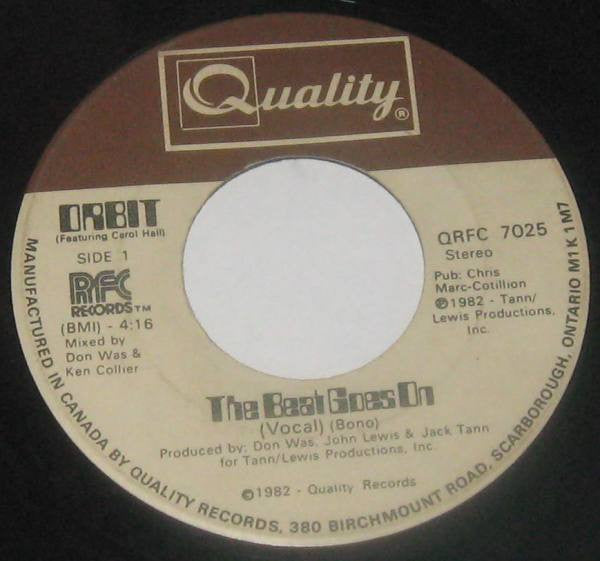 Quality®
ORBIT
(Featuring Carol Hall)
SIDE 1
RFC
RECORDS™
(BMI) - 4:16
Mixed by
Don Was &
Ken Collier
QRFC 7025
Stereo
Pub: Chris
Marc-Cotillion
℗1982 - Tann/
Lewis Productions,
Inc.
The Beat Goes On
(Vocal) (Bono)
Produced by: Don Was, John Lewis & Jack Tann
for Tann/Lewis Productions, Inc.
©1982 - Quality Records
MANUFACTURED IN CANADA BY QUALITY RECORDS, 380 BIRCHMOUNT ROAD, SCARBOROUGH, ONTARIO M1K 1M7